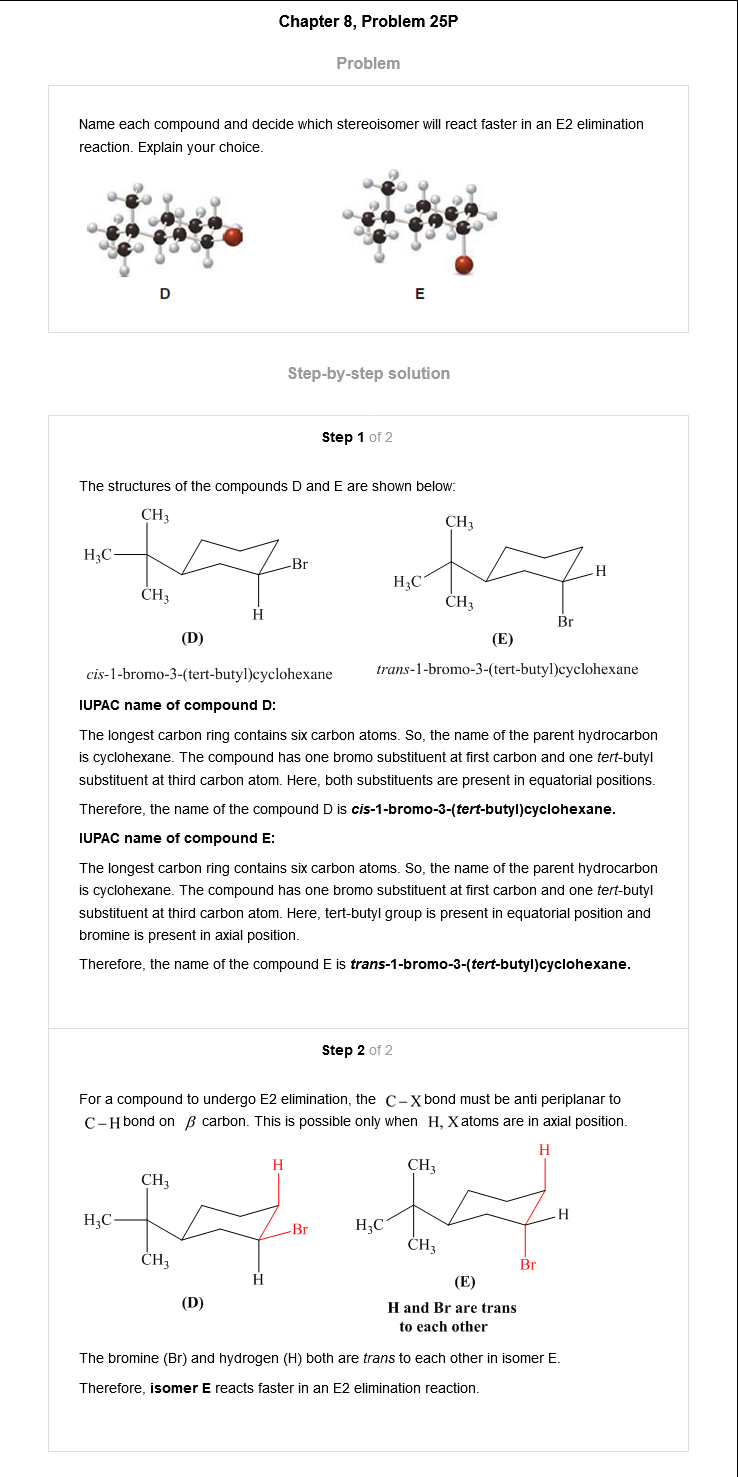 Chapter 8, Problem 25P
Problem
Name each compound and decide which stereoisomer will react faster in an E2 elimination
reaction. Explain your choice.
D
E
Step-by-step solution
Step 1 of 2
The structures of the compounds D and E are shown below:
CH3
H3C
CH3
Br
H
(D)
cis-1-bromo-3-(tert-butyl)cyclohexane
CH3
H3C
CH3
H
Br
(E)
trans-1-bromo-3-(tert-butyl)cyclohexane
IUPAC name of compound D:
The longest carbon ring contains six carbon atoms. So, the name of the parent hydrocarbon
is cyclohexane. The compound has one bromo substituent at first carbon and one tert-butyl
substituent at third carbon atom. Here, both substituents are present in equatorial positions.
Therefore, the name of the compound D is cis-1-bromo-3-(tert-butyl)cyclohexane.
IUPAC name of compound E:
The longest carbon ring contains six carbon atoms. So, the name of the parent hydrocarbon
is cyclohexane. The compound has one bromo substituent at first carbon and one tert-butyl
substituent at third carbon atom. Here, tert-butyl group is present in equatorial position and
bromine is present in axial position.
Therefore, the name of the compound E is trans-1-bromo-3-(tert-butyl)cyclohexane.
Step 2 of 2
For a compound to undergo E2 elimination, the C–X bond must be anti periplanar to
C–H bond on β carbon. This is possible only when H, X atoms are in axial position.
CH3
H3C
CH3
H
Br
H
(D)
CH3
H3C
CH3
H
H
Br
(E)
H and Br are trans
to each other
The bromine (Br) and hydrogen (H) both are trans to each other in isomer E.
Therefore, isomer E reacts faster in an E2 elimination reaction.